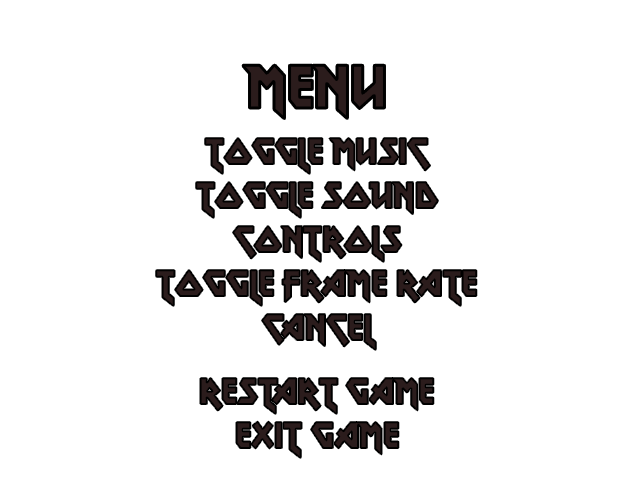 MENU
TOGGLE MUSIC
TOGGLE SOUND
CONTROLS
TOGGLE FRAME RATE
CANCEL
RESTART GAME
EXIT GAME